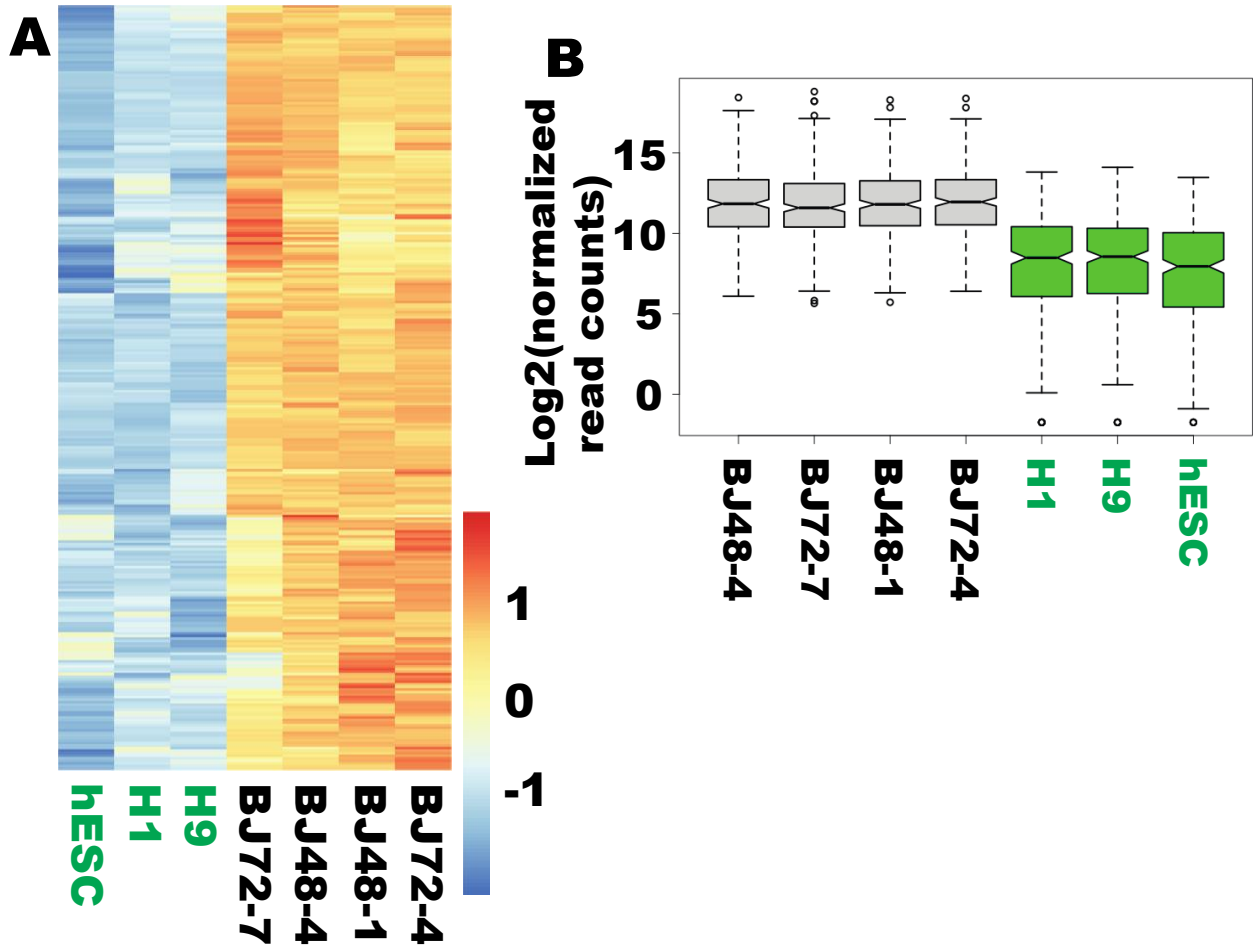 A
hESC
H1
H9
BJ72-7
BJ48-4
BJ48-1
BJ72-4
1
0
-1
B
Log2(normalized
read counts)
15
10
5
0
BJ48-4
BJ72-7
BJ48-1
BJ72-4
H1
H9
hESC